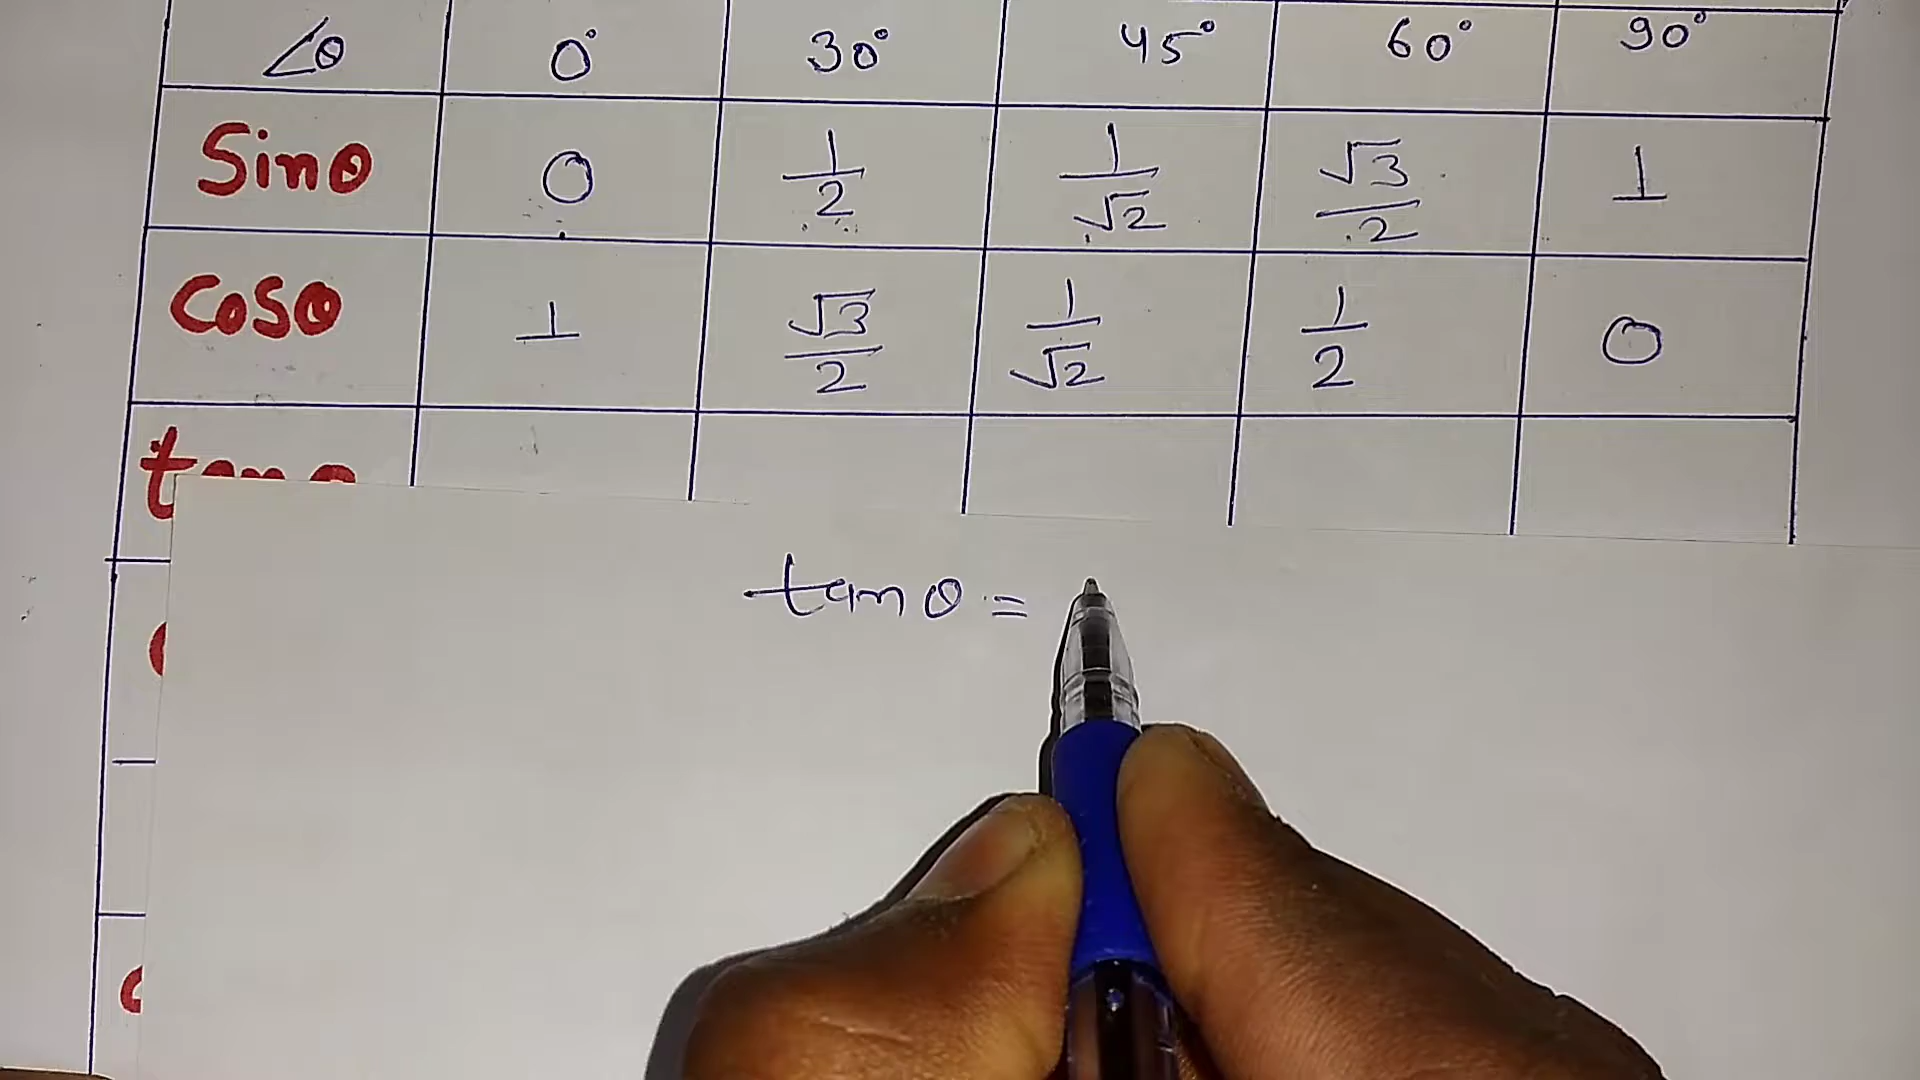 ∠θ 0° 30° 45° 60° 90°
Sinθ 0 1/2 1/√2 √3/2 1
Cosθ 1 √3/2 1/√2 1/2 0
tanθ
tanθ =